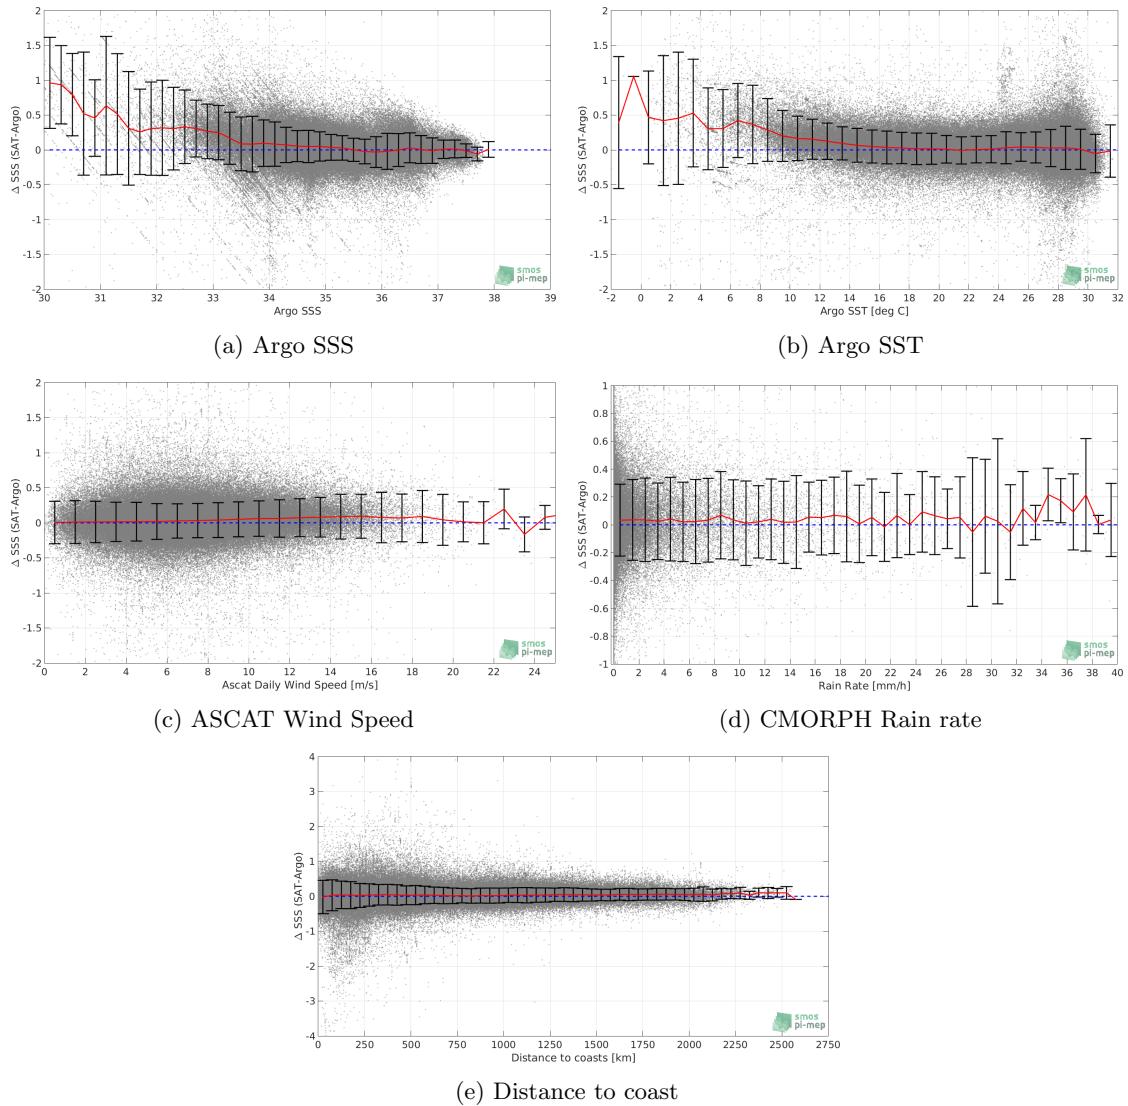 2
1.5
1
0.5
0
-0.5
-1
-1.5
-2
Δ SSS (SAT-Argo)
30 31 32 33 34 35 36 37 38 39
Argo SSS
smos
pi-mep
(a) Argo SSS
2
1.5
1
0.5
0
-0.5
-1
-1.5
-2
Δ SSS (SAT-Argo)
-2 0 2 4 6 8 10 12 14 16 18 20 22 24 26 28 30 32
Argo SST [deg C]
smos
pi-mep
(b) Argo SST
2
1.5
1
0.5
0
-0.5
-1
-1.5
-2
Δ SSS (SAT-Argo)
0 2 4 6 8 10 12 14 16 18 20 22 24
Ascat Daily Wind Speed [m/s]
smos
pi-mep
(c) ASCAT Wind Speed
1
0.8
0.6
0.4
0.2
0
-0.2
-0.4
-0.6
-0.8
-1
Δ SSS (SAT-Argo)
0 2 4 6 8 10 12 14 16 18 20 22 24 26 28 30 32 34 36 38 40
Rain Rate [mm/h]
smos
pi-mep
(d) CMORPH Rain rate
4
3
2
1
0
-1
-2
-3
-4
Δ SSS (SAT-Argo)
0 250 500 750 1000 1250 1500 1750 2000 2250 2500 2750
Distance to coasts [km]
smos
pi-mep
(e) Distance to coast